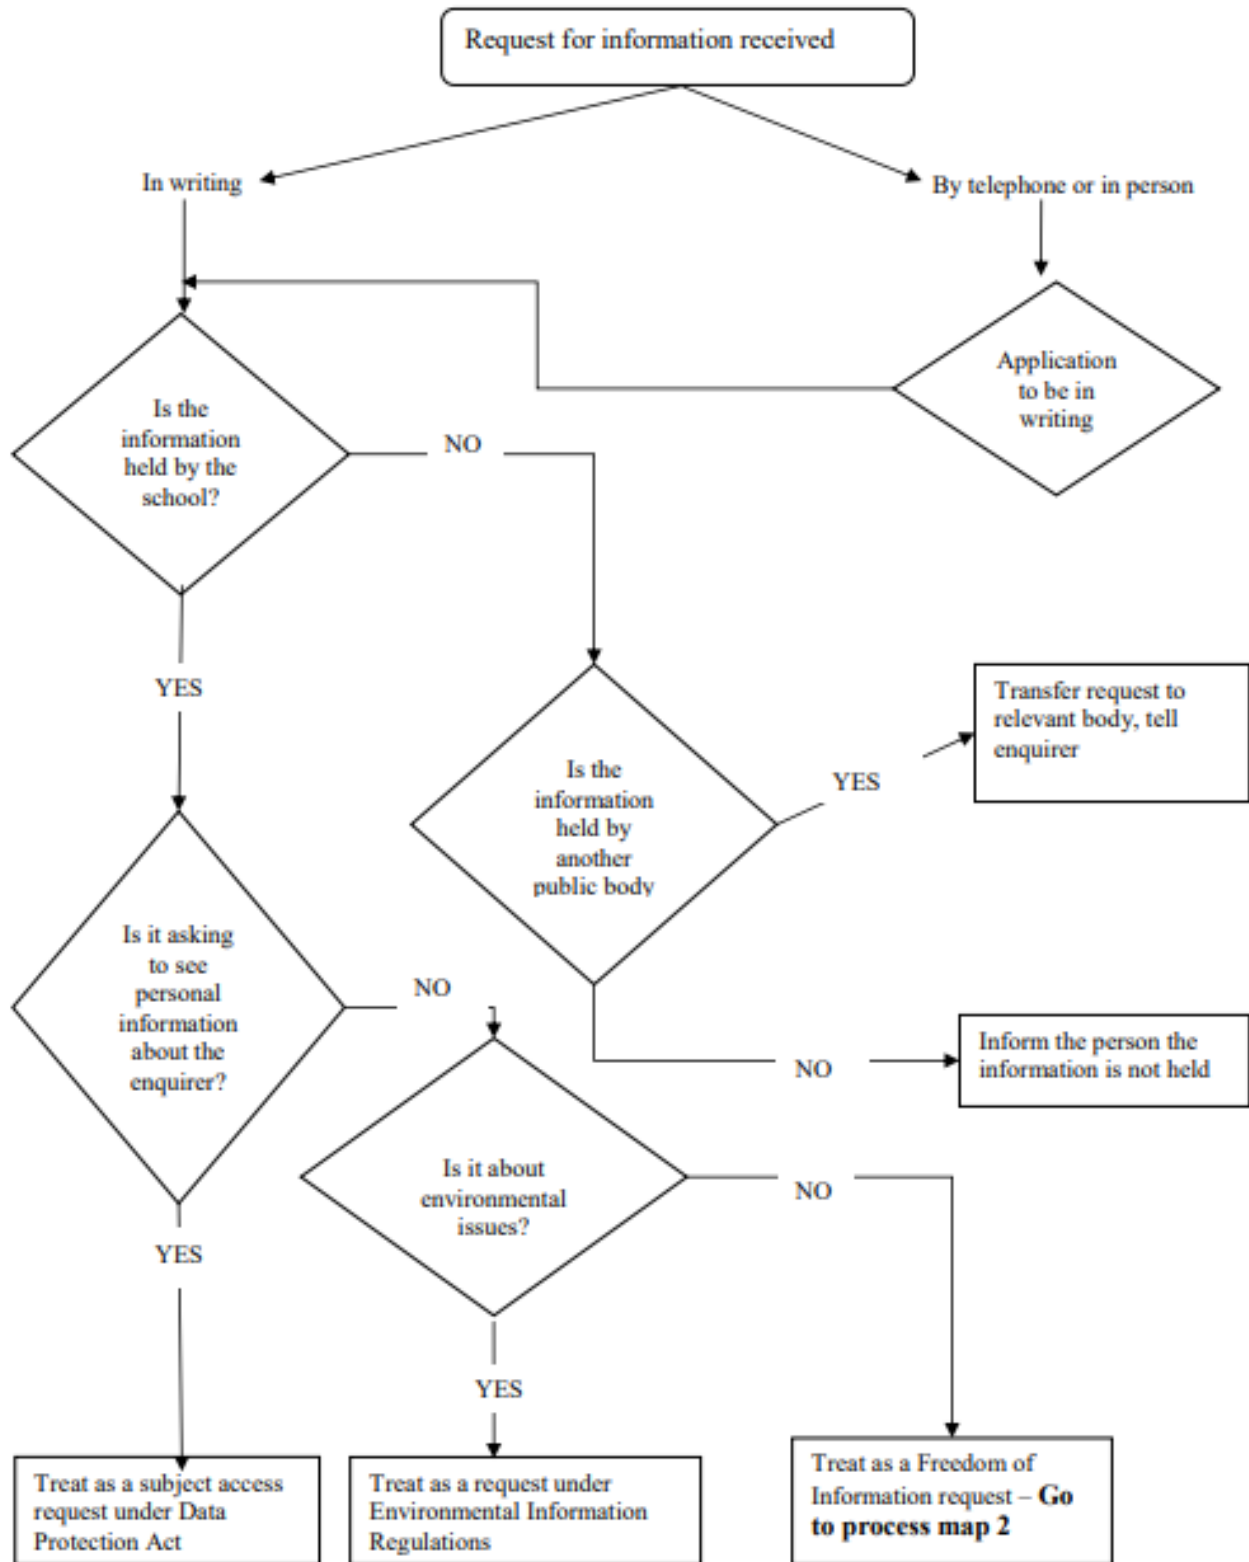 Request for information received
In writing
By telephone or in person
Application
to be in
writing
Is the
information
held by the
school?
NO
YES
Transfer request to
relevant body, tell
enquirer
Is the
information
held by
another
public body
YES
Is it asking
to see
personal
information
about the
enquirer?
NO
Inform the person the
information is not held
NO
Is it about
environmental
issues?
NO
YES
YES
Treat as a subject access
request under Data
Protection Act
Treat as a request under
Environmental Information
Regulations
Treat as a Freedom of
Information request – Go
to process map 2